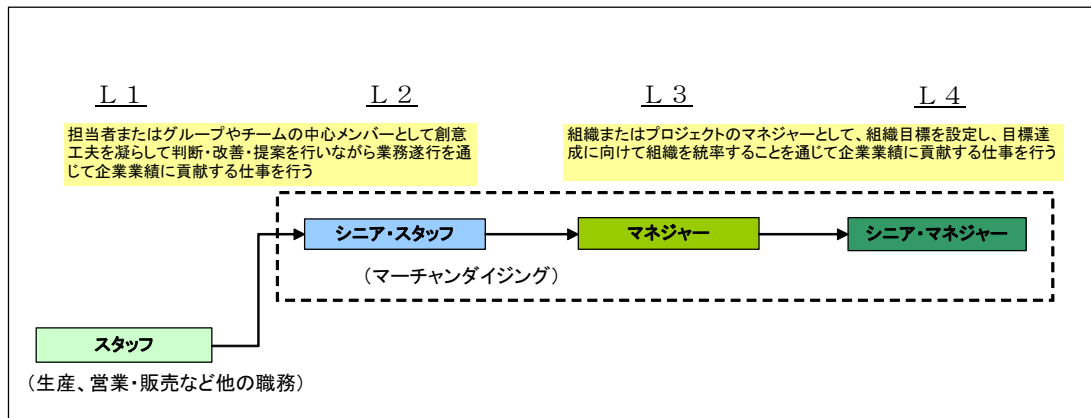 L1
L2
L3
L4
担当者またはグループやチームの中心メンバーとして創意
工夫を凝らして判断・改善・提案を行いながら業務遂行を通
じて企業業績に貢献する仕事を行う
組織またはプロジェクトのマネジャーとして、組織目標を設定し、目標達
成に向けて組織を統率することを通じて企業業績に貢献する仕事を行う
シニア・スタッフ
マネジャー
シニア・マネジャー
（マーチャンダイジング）
スタッフ
（生産、営業・販売など他の職務）